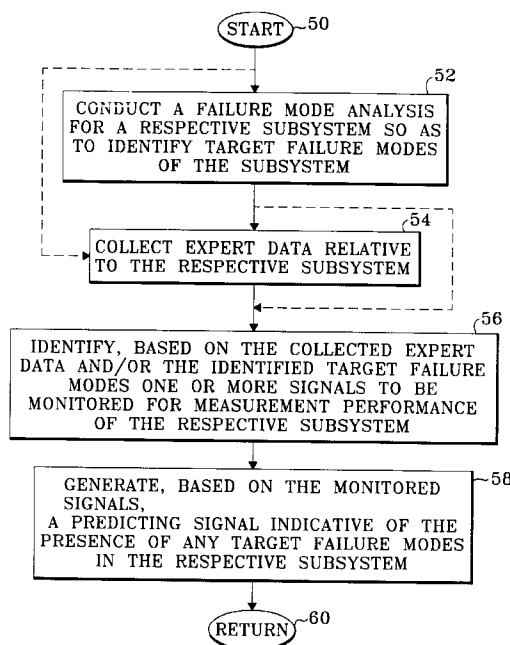 START
50
52
CONDUCT A FAILURE MODE ANALYSIS
FOR A RESPECTIVE SUBSYSTEM SO AS
TO IDENTIFY TARGET FAILURE MODES
OF THE SUBSYSTEM
54
COLLECT EXPERT DATA RELATIVE
TO THE RESPECTIVE SUBSYSTEM
56
IDENTIFY, BASED ON THE COLLECTED EXPERT
DATA AND/OR THE IDENTIFIED TARGET FAILURE
MODES ONE OR MORE SIGNALS TO BE
MONITORED FOR MEASUREMENT PERFORMANCE
OF THE RESPECTIVE SUBSYSTEM
58
GENERATE, BASED ON THE MONITORED
SIGNALS,
A PREDICTING SIGNAL INDICATIVE OF THE
PRESENCE OF ANY TARGET FAILURE MODES
IN THE RESPECTIVE SUBSYSTEM
RETURN
60